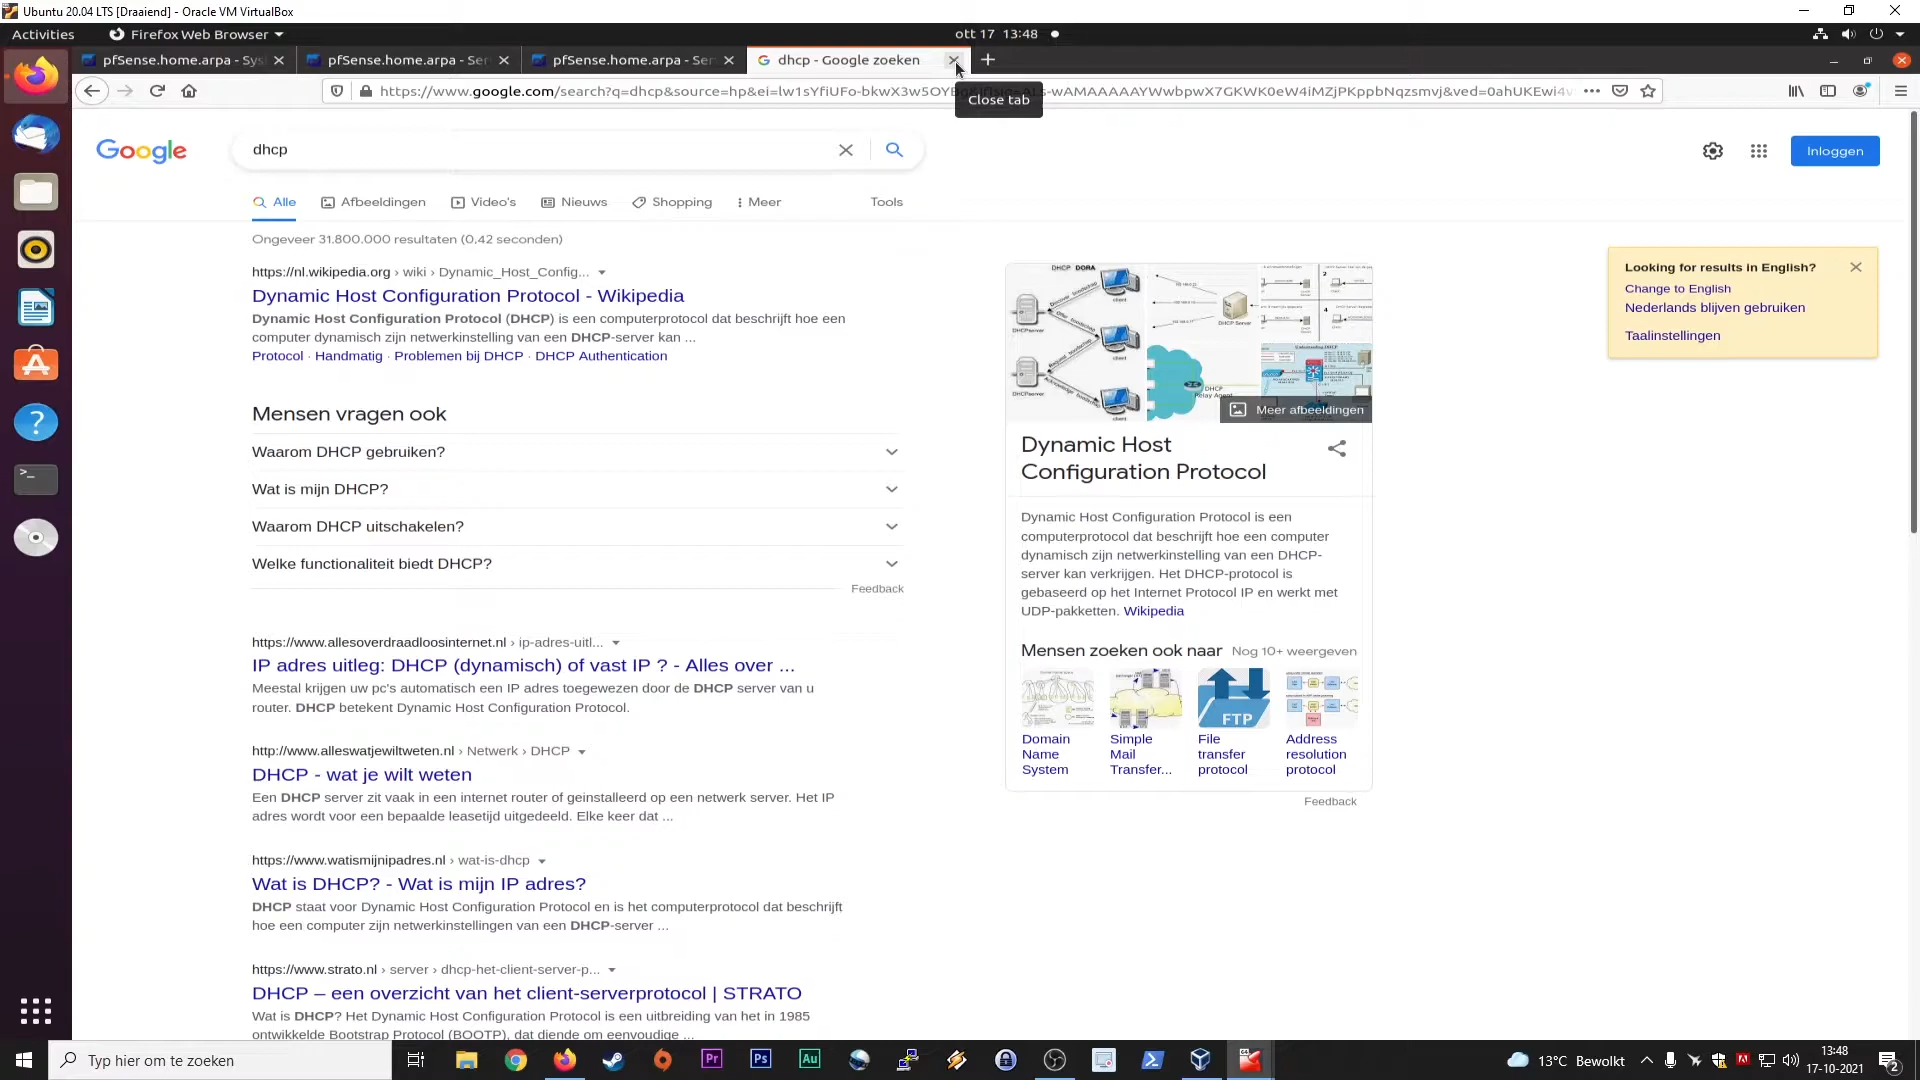 Ubuntu 20.04 LTS [Draaiend] - Oracle VM VirtualBox
Activities
Firefox Web Browser
ott 17 13:48
pfSense.home.arpa - Sys
pfSense.home.arpa - Ser
pfSense.home.arpa - Ser
dhcp - Google zoeken
Close tab
Google
dhcp
Inloggen
Alle
Afbeeldingen
Video's
Nieuws
Shopping
Meer
Tools
Ongeveer 31.800.000 resultaten (0,42 seconden)
https://nl.wikipedia.org › wiki › Dynamic_Host_Config...
Dynamic Host Configuration Protocol - Wikipedia
Dynamic Host Configuration Protocol (DHCP) is een computerprotocol dat beschrijft hoe een
computer dynamisch zijn netwerkinstelling van een DHCP-server kan ...
Protocol · Handmatig · Problemen bij DHCP · DHCP Authentication
Mensen vragen ook
Waarom DHCP gebruiken?
Wat is mijn DHCP?
Waarom DHCP uitschakelen?
Welke functionaliteit biedt DHCP?
Feedback
https://www.allesoverdraadloosinternet.nl › ip-adres-uitl...
IP adres uitleg: DHCP (dynamisch) of vast IP ? - Alles over ...
Meestal krijgen uw pc's automatisch een IP adres toegewezen door de DHCP server van u
router. DHCP betekent Dynamic Host Configuration Protocol.
http://www.alleswatjewiltweten.nl › Netwerk › DHCP
DHCP - wat je wilt weten
Een DHCP server zit vaak in een internet router of geinstalleerd op een netwerk server. Het IP
adres wordt voor een bepaalde leasetijd uitgedeeld. Elke keer dat ...
https://www.watismijnipadres.nl › wat-is-dhcp
Wat is DHCP? - Wat is mijn IP adres?
DHCP staat voor Dynamic Host Configuration Protocol en is het computerprotocol dat beschrijft
hoe een computer zijn netwerkinstellingen van een DHCP-server ...
https://www.strato.nl › server › dhcp-het-client-server-p...
DHCP – een overzicht van het client-serverprotocol | STRATO
Wat is DHCP? Het Dynamic Host Configuration Protocol is een uitbreiding van het in 1985
ontwikkelde Bootstrap Protocol (BOOTP), dat diende om eenvoudige ...
DHCP DORA
DHCP Server
DHCP
Relay Agent
Meer afbeeldingen
Dynamic Host
Configuration Protocol
Dynamic Host Configuration Protocol is een
computerprotocol dat beschrijft hoe een computer
dynamisch zijn netwerkinstelling van een DHCP-
server kan verkrijgen. Het DHCP-protocol is
gebaseerd op het Internet Protocol IP en werkt met
UDP-pakketten. Wikipedia
Mensen zoeken ook naar
Nog 10+ weergeven
FTP
Domain
Name
System
Simple
Mail
Transfer...
File
transfer
protocol
Address
resolution
protocol
Feedback
Looking for results in English?
Change to English
Nederlands blijven gebruiken
Taalinstellingen
Typ hier om te zoeken
Pr
Ps
Au
13°C Bewolkt
13:48
17-10-2021
2